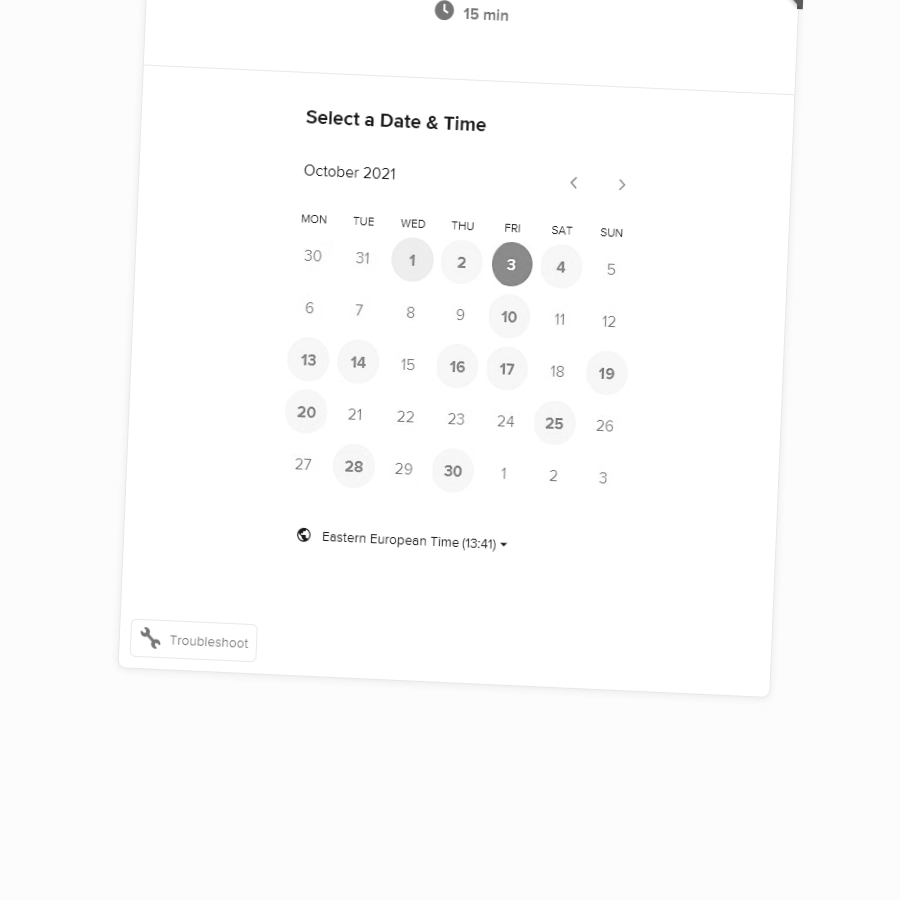 15 min
Select a Date & Time
October 2021
MON TUE WED THU FRI SAT SUN
30 31 1 2 3 4 5
6 7 8 9 10 11 12
13 14 15 16 17 18 19
20 21 22 23 24 25 26
27 28 29 30 1 2 3
Eastern European Time (13:41)
Troubleshoot